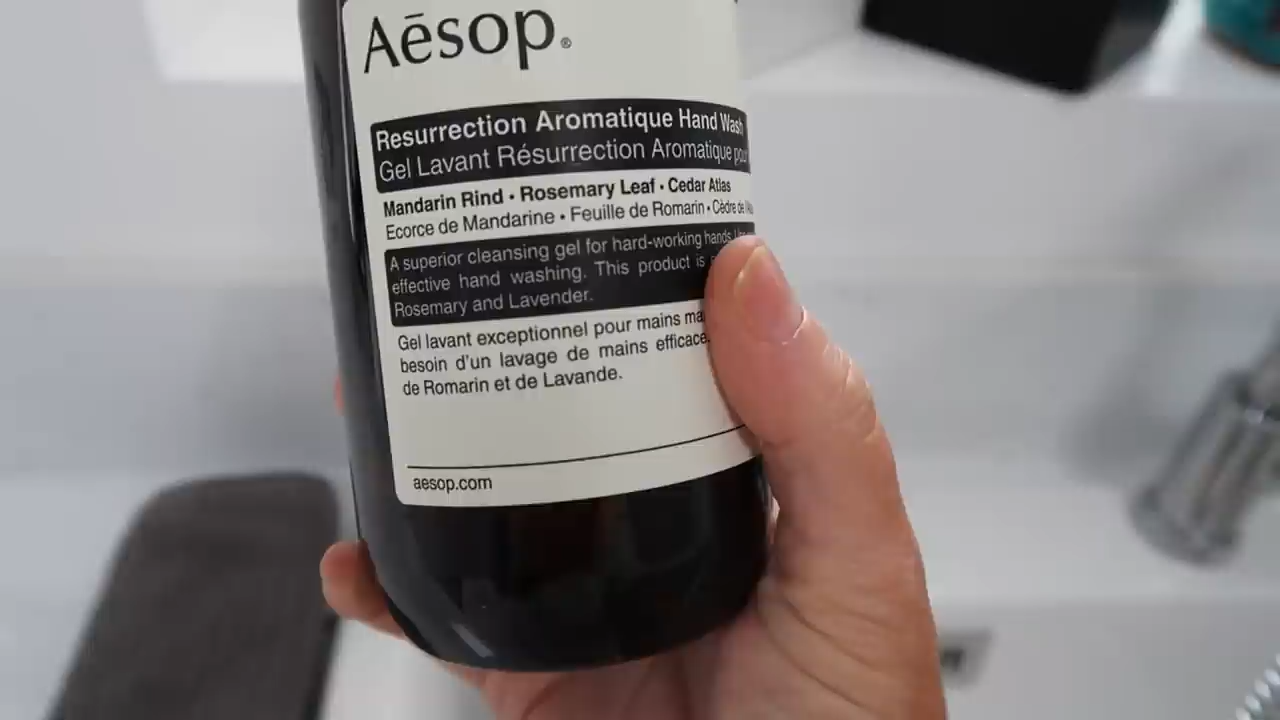 Aēsop.®
Resurrection Aromatique Hand Wash
Gel Lavant Résurrection Aromatique pour
Mandarin Rind • Rosemary Leaf • Cedar Atlas
Ecorce de Mandarine • Feuille de Romarin • Cèdre de
A superior cleansing gel for hard-working hands.
effective hand washing. This product is
Rosemary and Lavender.
Gel lavant exceptionnel pour mains
besoin d'un lavage de mains efficace.
de Romarin et de Lavande.
aesop.com